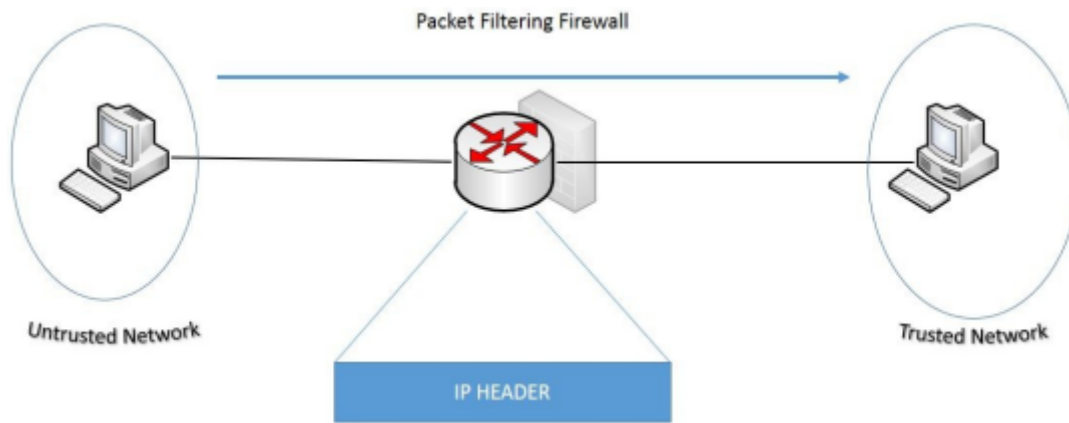 Packet Filtering Firewall
Untrusted Network
Trusted Network
IP HEADER